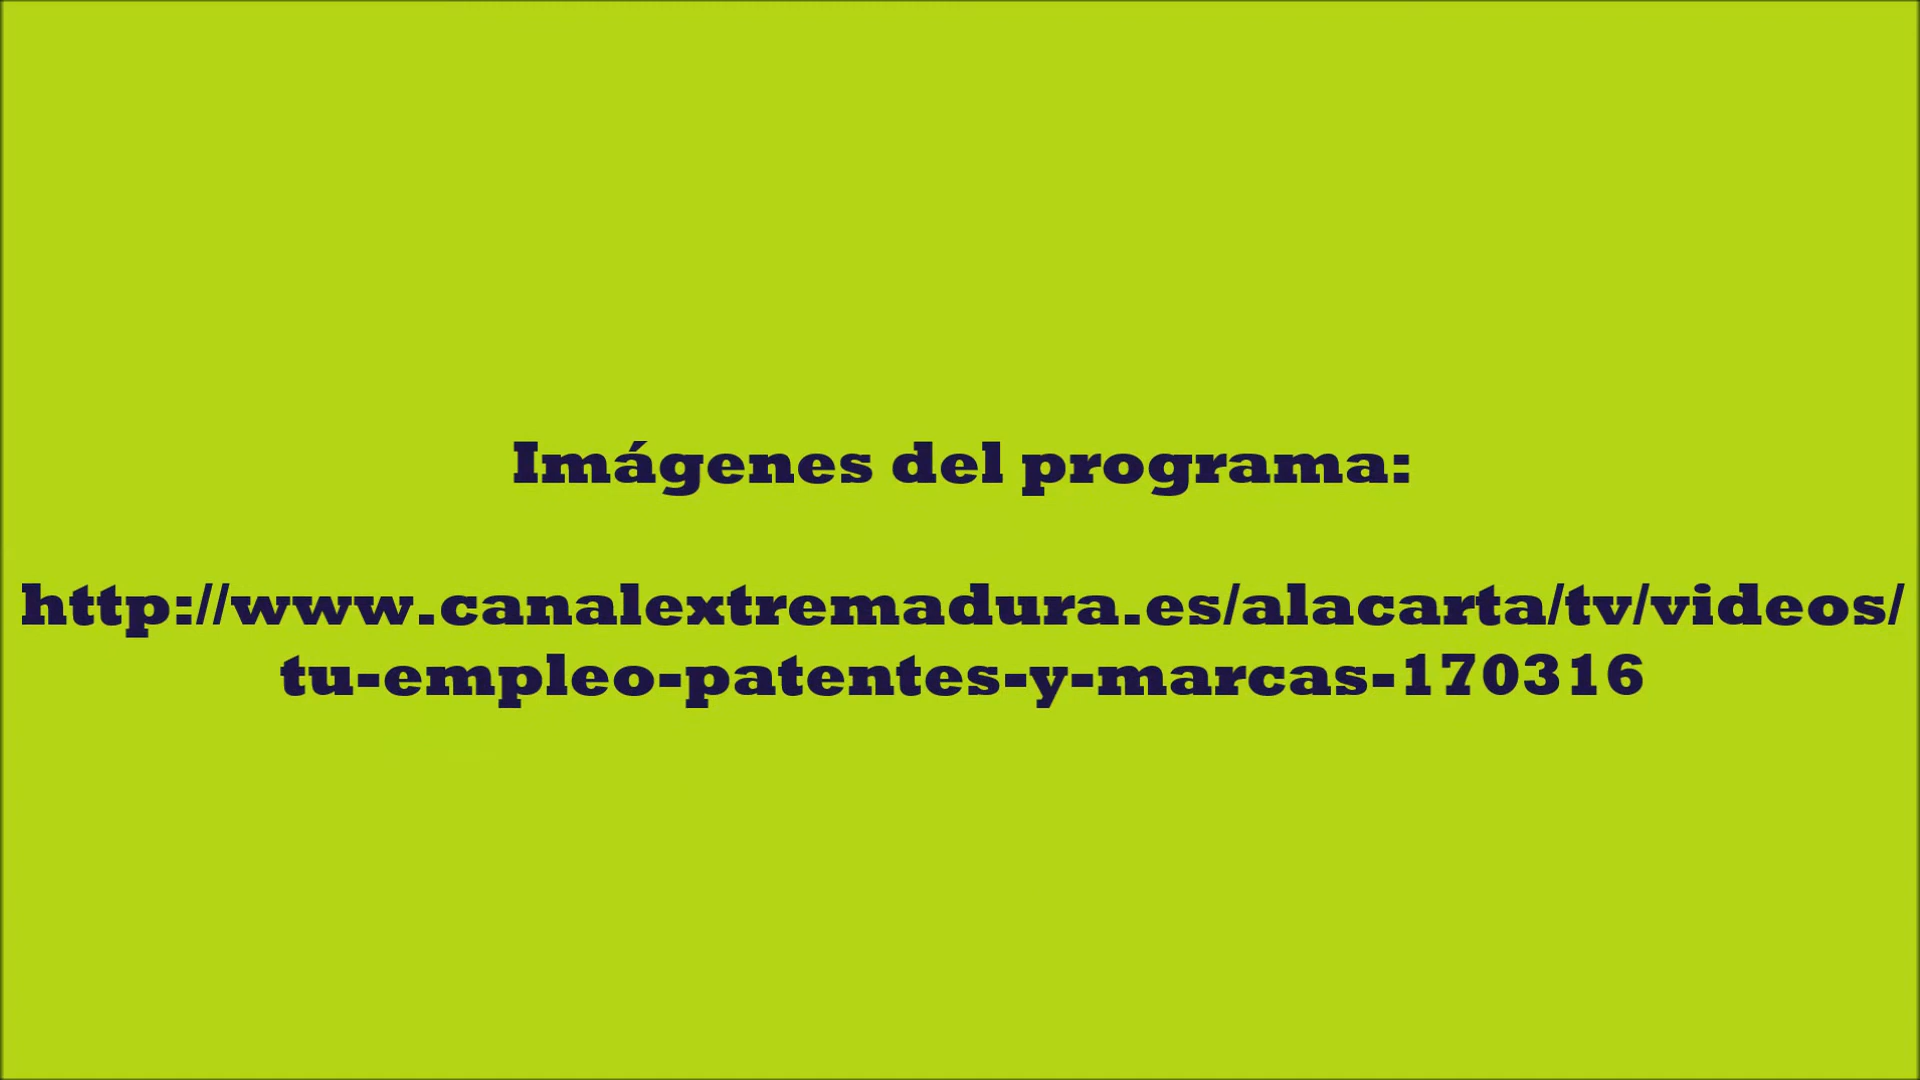 Imágenes del programa:
http://www.canalextremadura.es/alacarta/tv/videos/
tu-empleo-patentes-y-marcas-170316